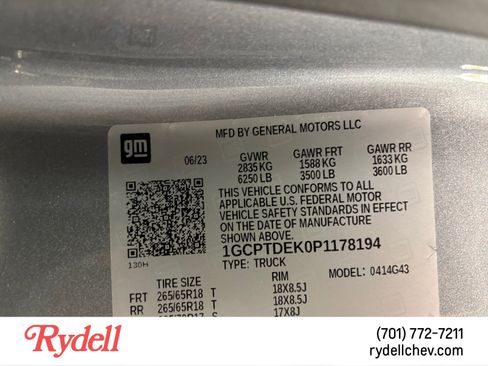 MFD BY GENERAL MOTORS LLC
gm
06/23 GVWR GAWR FRT GAWR RR
2835 KG 1588 KG 1633 KG
6250 LB 3500 LB 3600 LB
THIS VEHICLE CONFORMS TO ALL
APPLICABLE U.S. FEDERAL MOTOR
VEHICLE SAFETY STANDARDS IN EFFECT
ON THE DATE OF MANUFACTURE
SHOWN ABOVE.
1GCPTDEK0P1178194
130H
TYPE: TRUCK MODEL: 0414G43
TIRE SIZE RIM
FRT 265/65R18 T 18X8.5J
RR 265/65R18 T 18X8.5J
S 17X8J
Rydell
(701) 772-7211
rydellchev.com